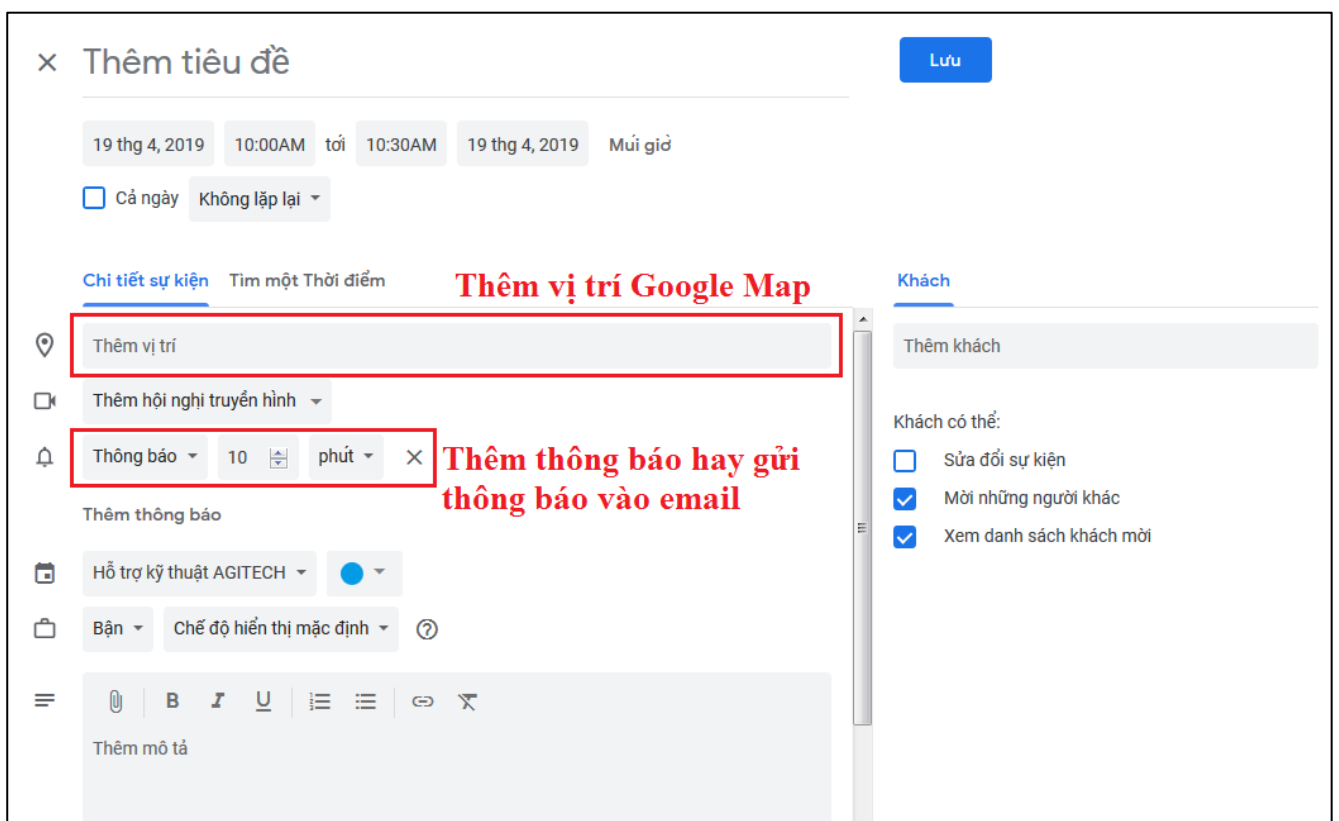 Thêm tiêu đề
Lưu
19 thg 4, 2019 10:00AM tới 10:30AM 19 thg 4, 2019 Múi giờ
Cả ngày Không lặp lại
Chi tiết sự kiện Tìm một Thời điểm
Thêm vị trí Google Map
Khách
Thêm vị trí
Thêm khách
Thêm hội nghị truyền hình
Khách có thể:
Thông báo 10 phút
Thêm thông báo hay gửi
thông báo vào email
Sửa đổi sự kiện
Mời những người khác
Thêm thông báo
Xem danh sách khách mời
Hỗ trợ kỹ thuật AGITECH
Bận Chế độ hiển thị mặc định
B I U
Thêm mô tả